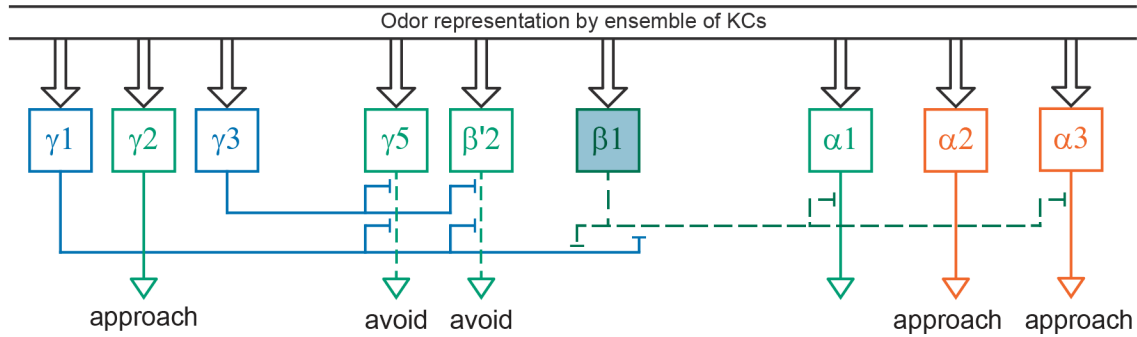 Odor representation by ensemble of KCs
γ1 γ2 γ3 γ5 β'2 β1 α1 α2 α3
approach avoid avoid approach approach